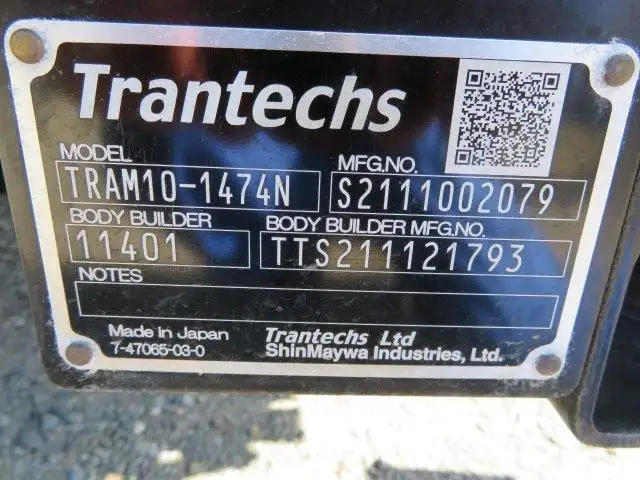 Trantechs
MODEL
TRAM10-1474N
MFG.NO.
S2111002079
BODY BUILDER
11401
BODY BUILDER MFG.NO.
TTS211121793
NOTES
Made in Japan
7-47065-03-0
Trantechs Ltd
ShinMaywa Industries, Ltd.